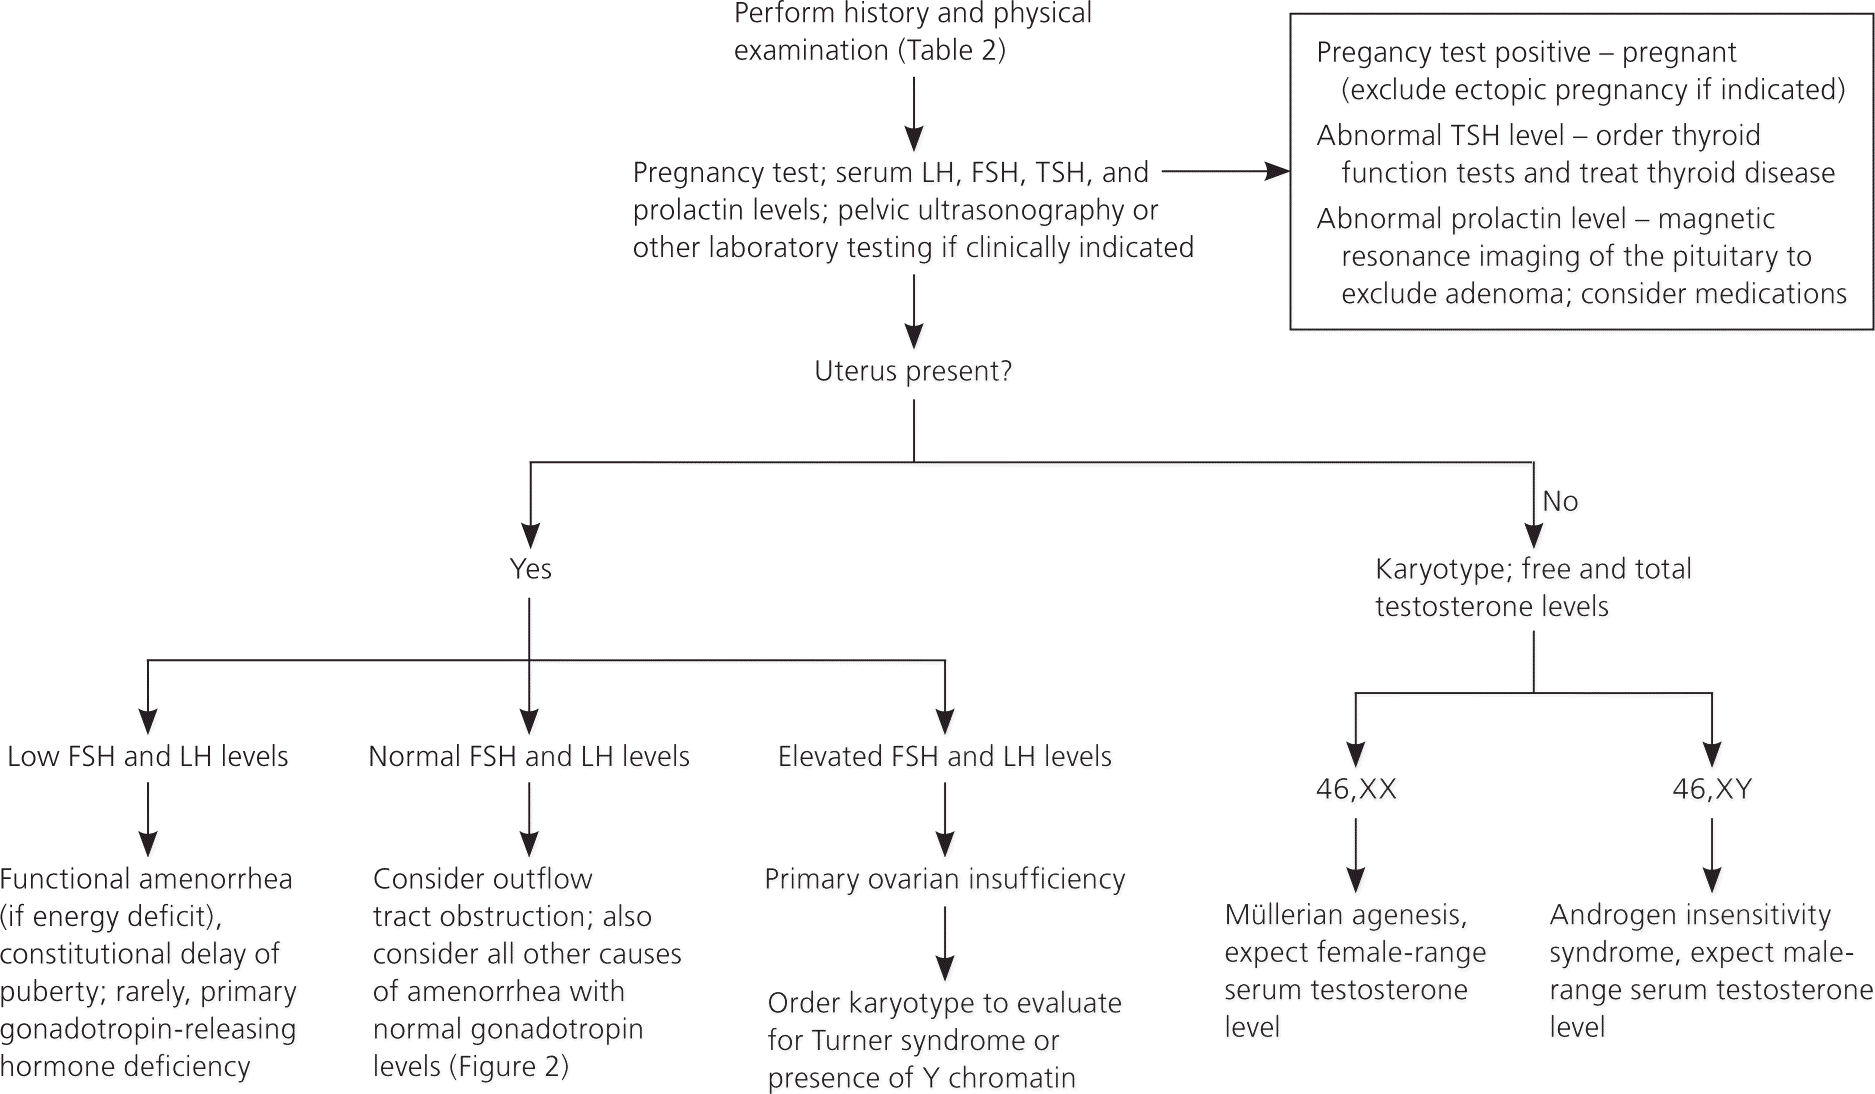 Perform history and physical
examination (Table 2)
Pregancy test positive – pregnant
(exclude ectopic pregnancy if indicated)
Abnormal TSH level – order thyroid
function tests and treat thyroid disease
Abnormal prolactin level – magnetic
resonance imaging of the pituitary to
exclude adenoma; consider medications
Pregnancy test; serum LH, FSH, TSH, and
prolactin levels; pelvic ultrasonography or
other laboratory testing if clinically indicated
Uterus present?
Yes
No
Karyotype; free and total
testosterone levels
Low FSH and LH levels
Normal FSH and LH levels
Elevated FSH and LH levels
46,XX
46,XY
Functional amenorrhea
(if energy deficit),
constitutional delay of
puberty; rarely, primary
gonadotropin-releasing
hormone deficiency
Consider outflow
tract obstruction; also
consider all other causes
of amenorrhea with
normal gonadotropin
levels (Figure 2)
Primary ovarian insufficiency
Order karyotype to evaluate
for Turner syndrome or
presence of Y chromatin
Müllerian agenesis,
expect female-range
serum testosterone
level
Androgen insensitivity
syndrome, expect male-
range serum testosterone
level